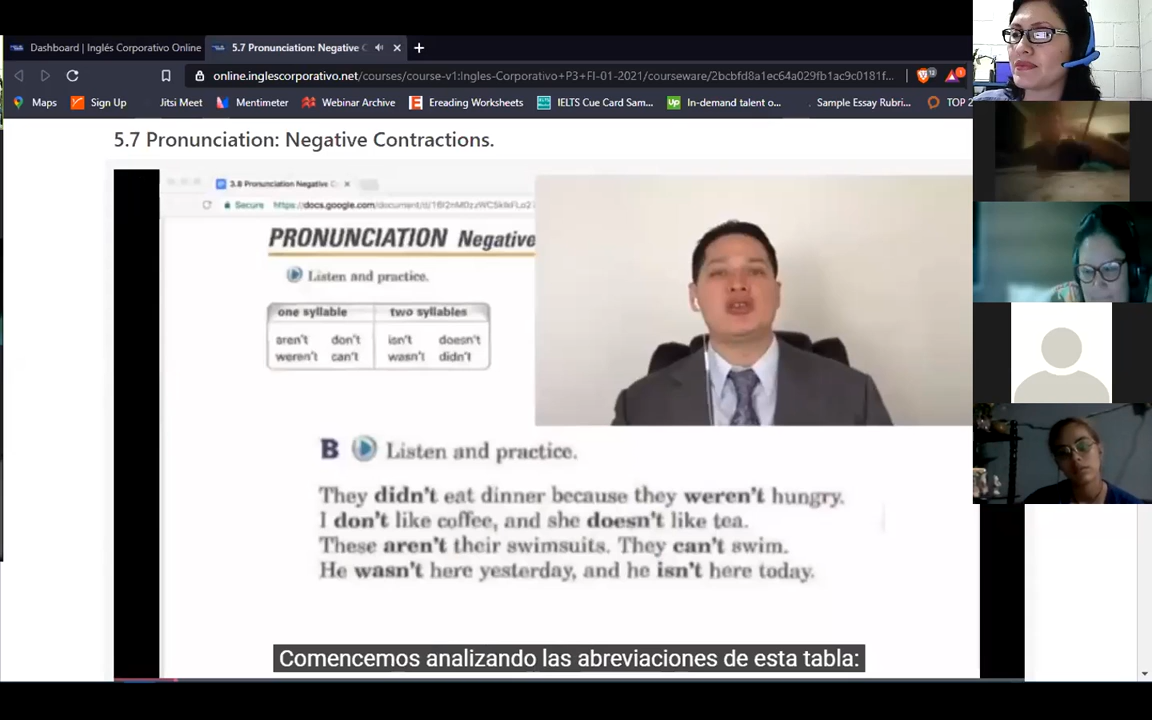 Dashboard | Inglés Corporativo Online
5.7 Pronunciation: Negative C
online.inglescorporativo.net/courses/course-v1:Ingles-Corporativo+P3+FI-01-2021/courseware/2bcbfd8a1ec64a029fb1ac9c0181f...
Maps Sign Up Jitsi Meet Mentimeter Webinar Archive Ereading Worksheets IELTS Cue Card Sam... In-demand talent o... Sample Essay Rubri... TOP 2
5.7 Pronunciation: Negative Contractions.
3.8 Pronunciation Negative C
Secure https://docs.google.com/document/d/
PRONUNCIATION Negative
Listen and practice.
one syllable two syllables
aren't don't isn't doesn't
weren't can't wasn't didn't
B Listen and practice.
They didn't eat dinner because they weren't hungry.
I don't like coffee, and she doesn't like tea.
These aren't their swimsuits. They can't swim.
He wasn't here yesterday, and he isn't here today.
Comencemos analizando las abreviaciones de esta tabla: